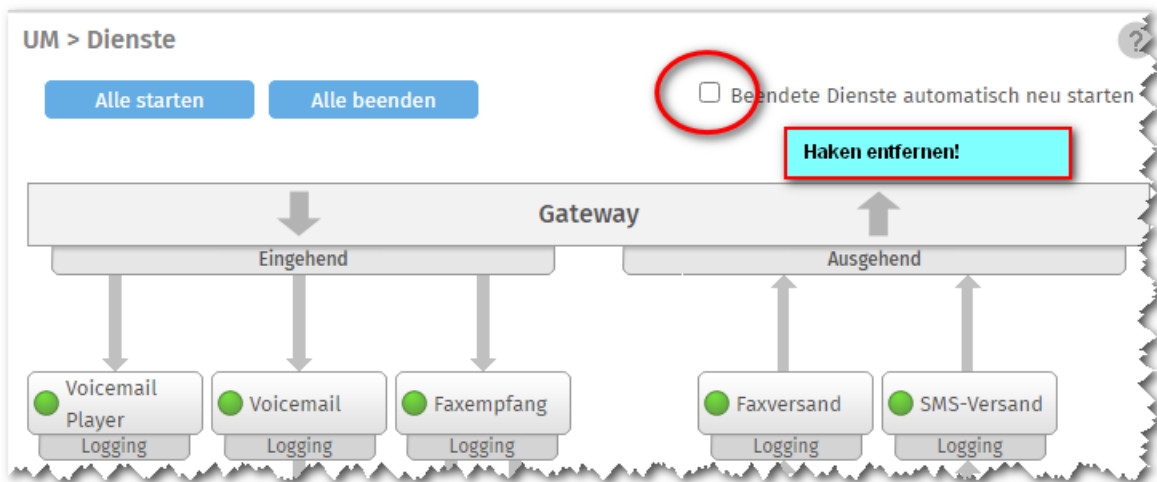 UM > Dienste
?
Alle starten
Alle beenden
Beendete Dienste automatisch neu starten
Haken entfernen!
Gateway
Eingehend
Ausgehend
Voicemail
Player
Voicemail
Faxempfang
Faxversand
SMS-Versand
Logging
Logging
Logging
Logging
Logging